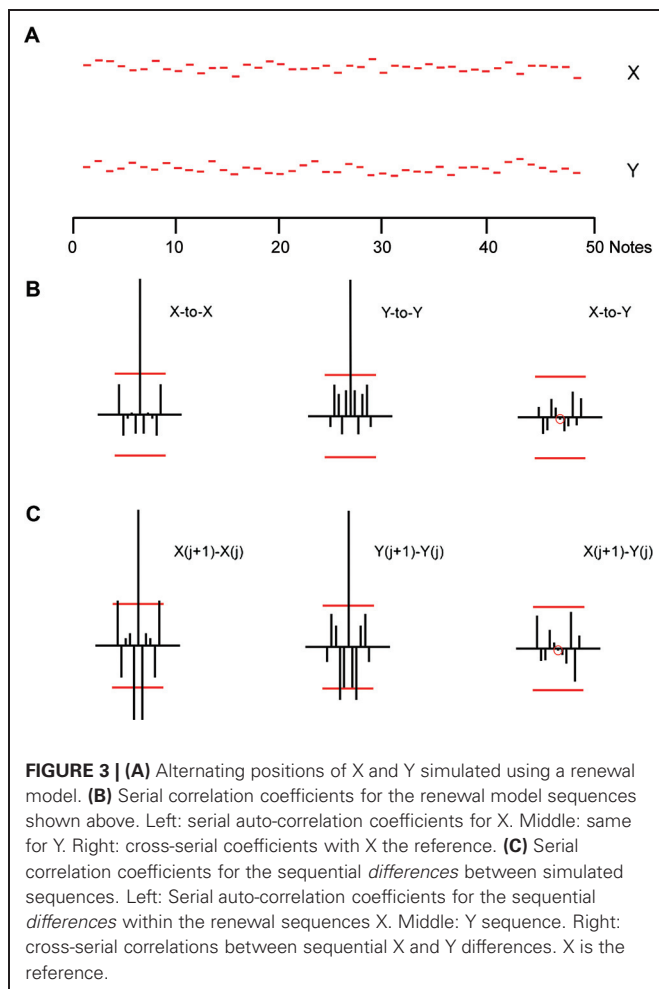 A
X
Y
0 10 20 30 40 50 Notes
B
X-to-X Y-to-Y X-to-Y
C
X(j+1)-X(j) Y(j+1)-Y(j) X(j+1)-Y(j)
FIGURE 3 | (A) Alternating positions of X and Y simulated using a renewal
model. (B) Serial correlation coefficients for the renewal model sequences
shown above. Left: serial auto-correlation coefficients for X. Middle: same
for Y. Right: cross-serial coefficients with X the reference. (C) Serial
correlation coefficients for the sequential differences between simulated
sequences. Left: Serial auto-correlation coefficients for the sequential
differences within the renewal sequences X. Middle: Y sequence. Right:
cross-serial correlations between sequential X and Y differences. X is the
reference.